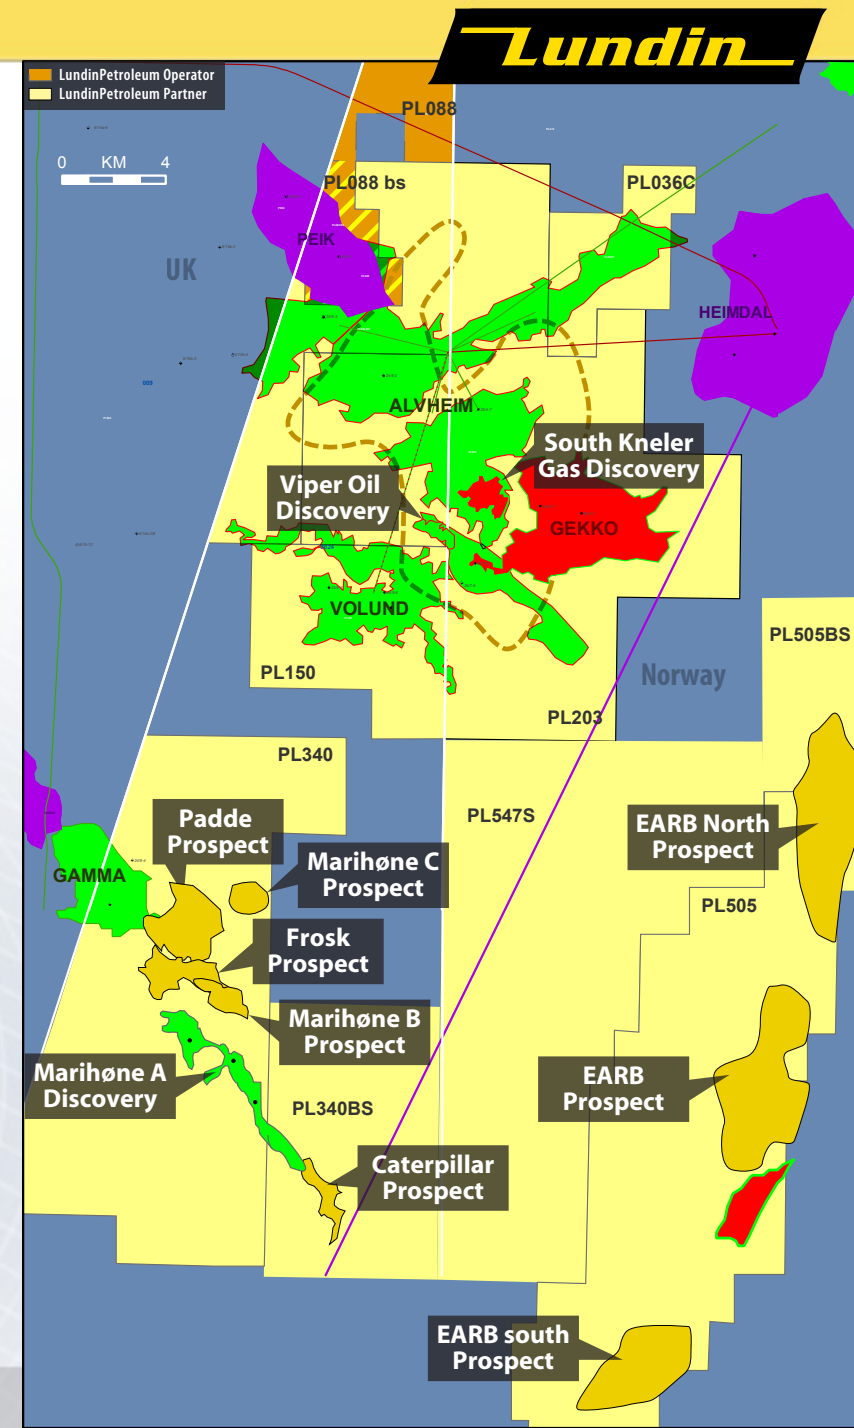 Lundin
LundinPetroleum Operator
LundinPetroleum Partner
PL088
0 KM 4
PL088 bs
PL036C
PEIK
UK
HEIMDAL
ALVHEIM
South Kneler
Gas Discovery
Viper Oil
Discovery
GEKKO
VOLUND
PL505BS
PL150
Norway
PL203
PL340
PL547S
Padde
Prospect
EARB North
Prospect
Marihøne C
Prospect
GAMMA
PL505
Frosk
Prospect
Marihøne B
Prospect
Marihøne A
Discovery
EARB
Prospect
PL340BS
Caterpillar
Prospect
EARB south
Prospect